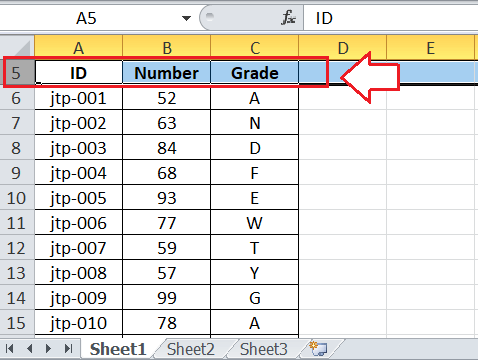 A5 fx ID
A B C D E
5 ID Number Grade
6 jtp-001 52 A
7 jtp-002 63 N
8 jtp-003 84 D
9 jtp-004 68 F
10 jtp-005 93 E
11 jtp-006 77 W
12 jtp-007 59 T
13 jtp-008 57 Y
14 jtp-009 99 G
15 jtp-010 78 A
Sheet1 Sheet2 Sheet3